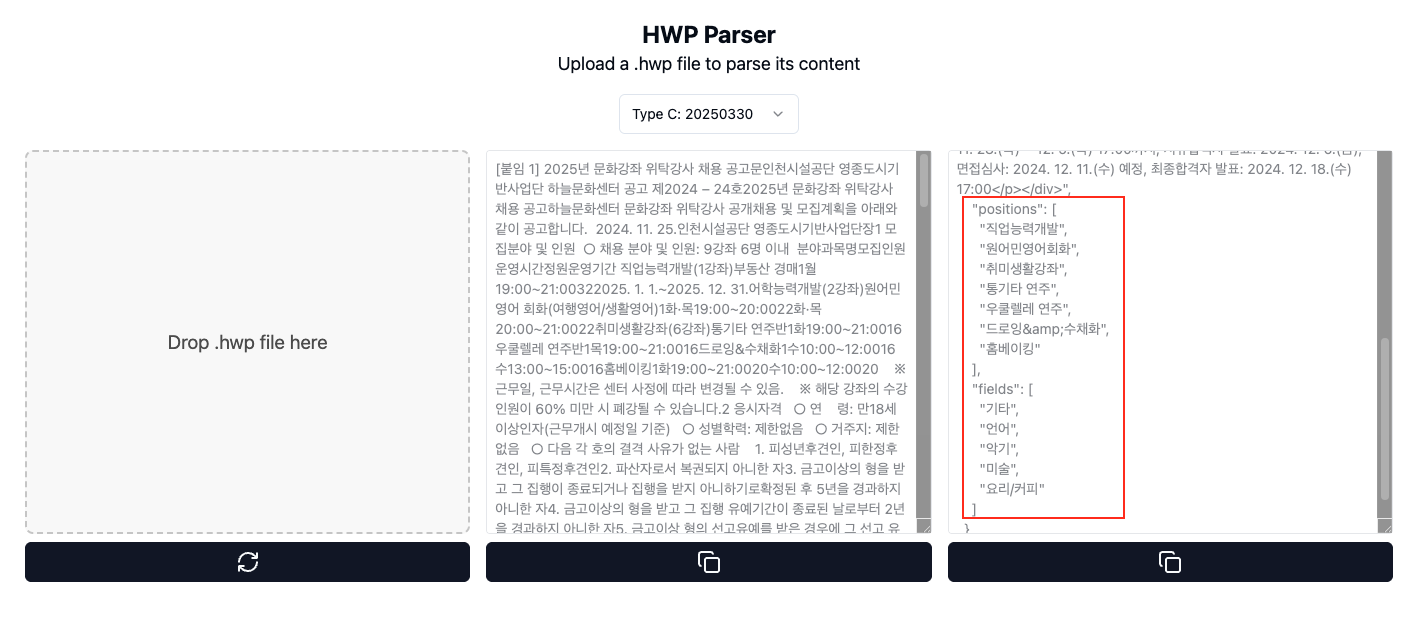 HWP Parser
Upload a .hwp file to parse its content
Type C: 20250330
Drop .hwp file here
[붙임 1] 2025년 문화강좌 위탁강사 채용 공고문인천시설공단 영종도시기
반사업단 하늘문화센터 공고 제2024 – 24호2025년 문화강좌 위탁강사
채용 공고하늘문화센터 문화강좌 위탁강사 공개채용 및 모집계획을 아래와
같이 공고합니다. 2024. 11. 25.인천시설공단 영종도시기반사업단장1 모
집분야 및 인원 ○ 채용 분야 및 인원: 9강좌 6명 이내 분야과목명모집인원
운영시간정원운영기간 직업능력개발(1강좌)부동산 경매1월
19:00~21:00322025. 1. 1.~2025. 12. 31.어학능력개발(2강좌)원어민
영어 회화(여행영어/생활영어)1화·목19:00~20:0022화·목
20:00~21:0022취미생활강좌(6강좌)통기타 연주반1화19:00~21:0016
우쿨렐레 연주반1목19:00~21:0016드로잉&수채화1수10:00~12:0016
수13:00~15:0016홈베이킹1화19:00~21:0020수10:00~12:0020 ※
근무일, 근무시간은 센터 사정에 따라 변경될 수 있음. ※ 해당 강좌의 수강
인원이 60% 미만 시 폐강될 수 있습니다.2 응시자격 ○ 연 령: 만18세
이상인자(근무개시 예정일 기준) ○ 성별학력: 제한없음 ○ 거주지: 제한
없음 ○ 다음 각 호의 결격 사유가 없는 사람 1. 피성년후견인, 피한정후
견인, 피특정후견인2. 파산자로서 복권되지 아니한 자3. 금고이상의 형을 받
고 그 집행이 종료되거나 집행을 받지 아니하기로확정된 후 5년을 경과하지
아니한 자4. 금고이상의 형을 받고 그 집행 유예기간이 종료된 날로부터 2년
을 경과하지 아니한 자5. 금고이상 형의 선고유예를 받은 경우에 그 선고 유
면접심사: 2024. 12. 11.(수) 예정, 최종합격자 발표: 2024. 12. 18.(수)
17:00</p></div>",
"positions": [
"직업능력개발",
"원어민영어회화",
"취미생활강좌",
"통기타 연주",
"우쿨렐레 연주",
"드로잉&amp;수채화",
"홈베이킹"
],
"fields": [
"기타",
"언어",
"악기",
"미술",
"요리/커피"
]
}